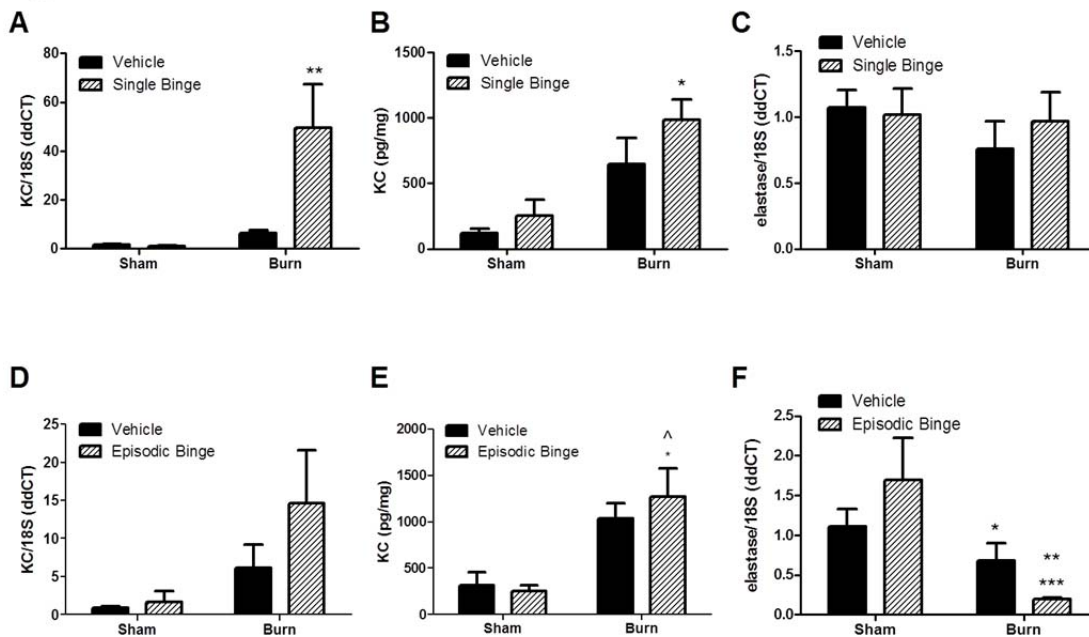 A
KC/18S (ddCT)
80
60
40
20
0
Vehicle
Single Binge
**
Sham
Burn
B
KC (pg/mg)
1500
1000
500
0
Vehicle
Single Binge
*
Sham
Burn
C
elastase/18S (ddCT)
1.5
1.0
0.5
0.0
Vehicle
Single Binge
Sham
Burn
D
KC/18S (ddCT)
25
20
15
10
5
0
Vehicle
Episodic Binge
Sham
Burn
E
KC (pg/mg)
2000
1500
1000
500
0
Vehicle
Episodic Binge
^
*
Sham
Burn
F
elastase/18S (ddCT)
2.5
2.0
1.5
1.0
0.5
0.0
Vehicle
Episodic Binge
*
**
***
Sham
Burn